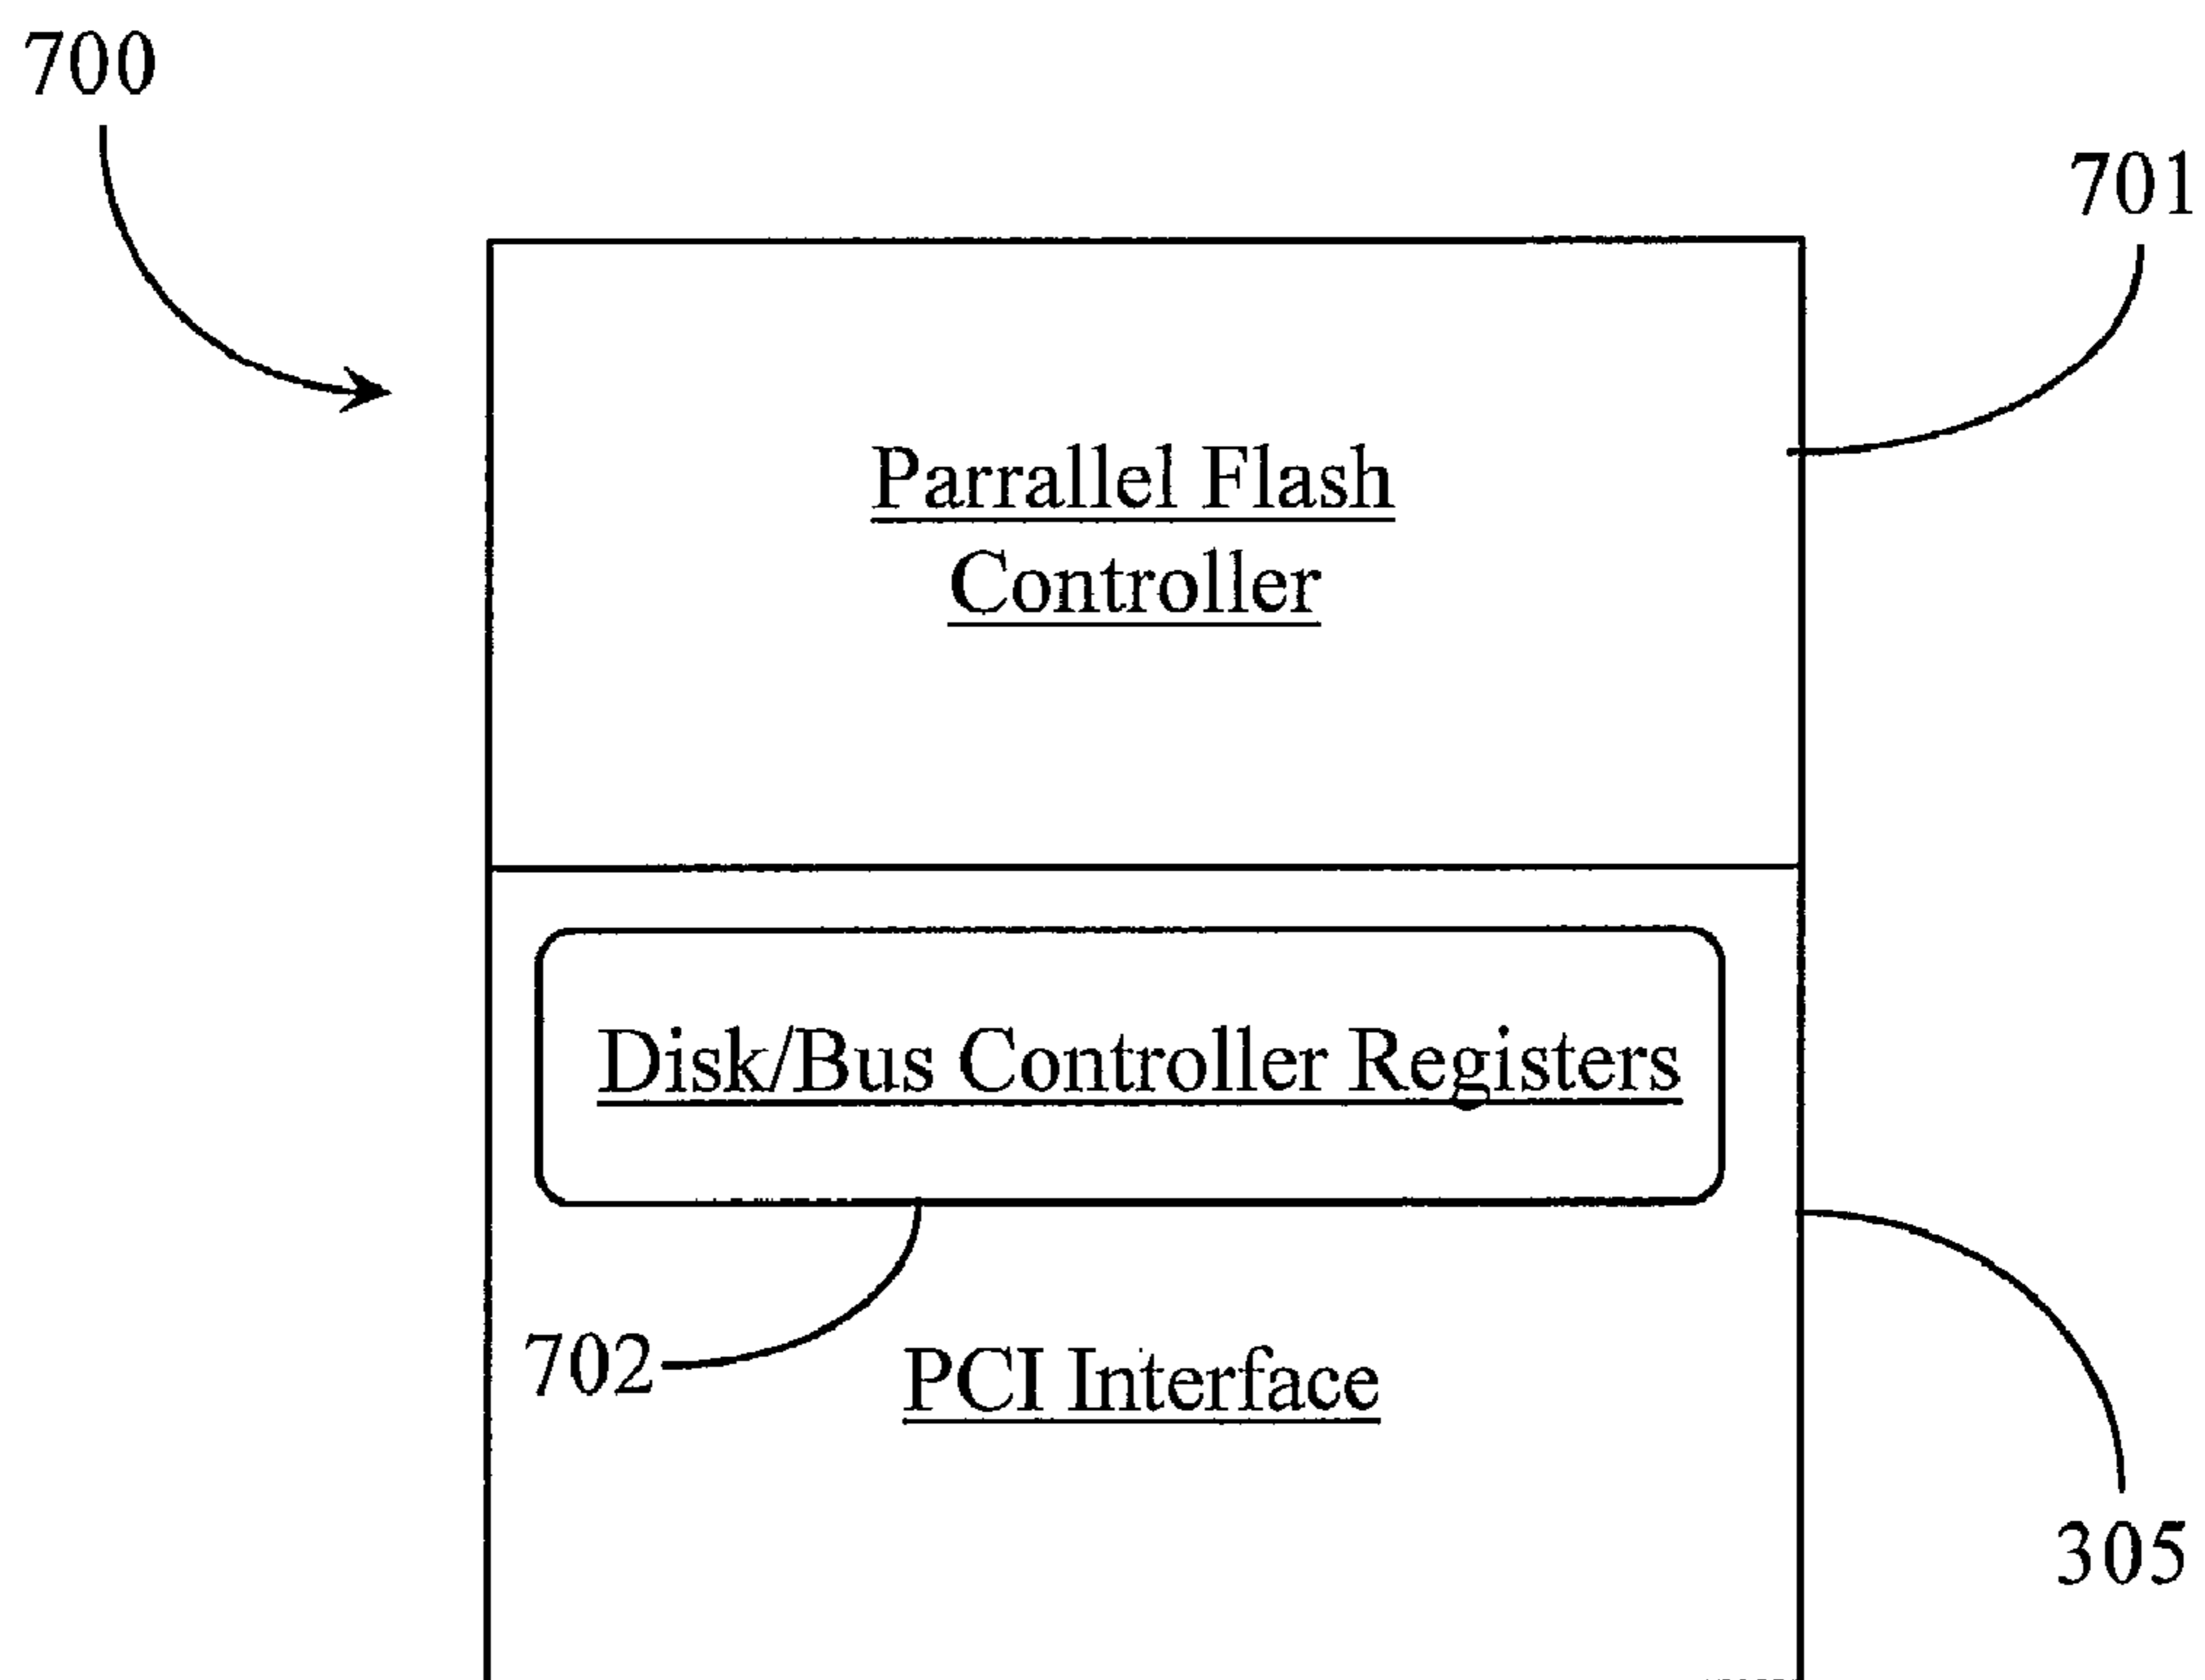 700
701
Parrallel Flash
Controller
Disk/Bus Controller Registers
702
PCI Interface
305